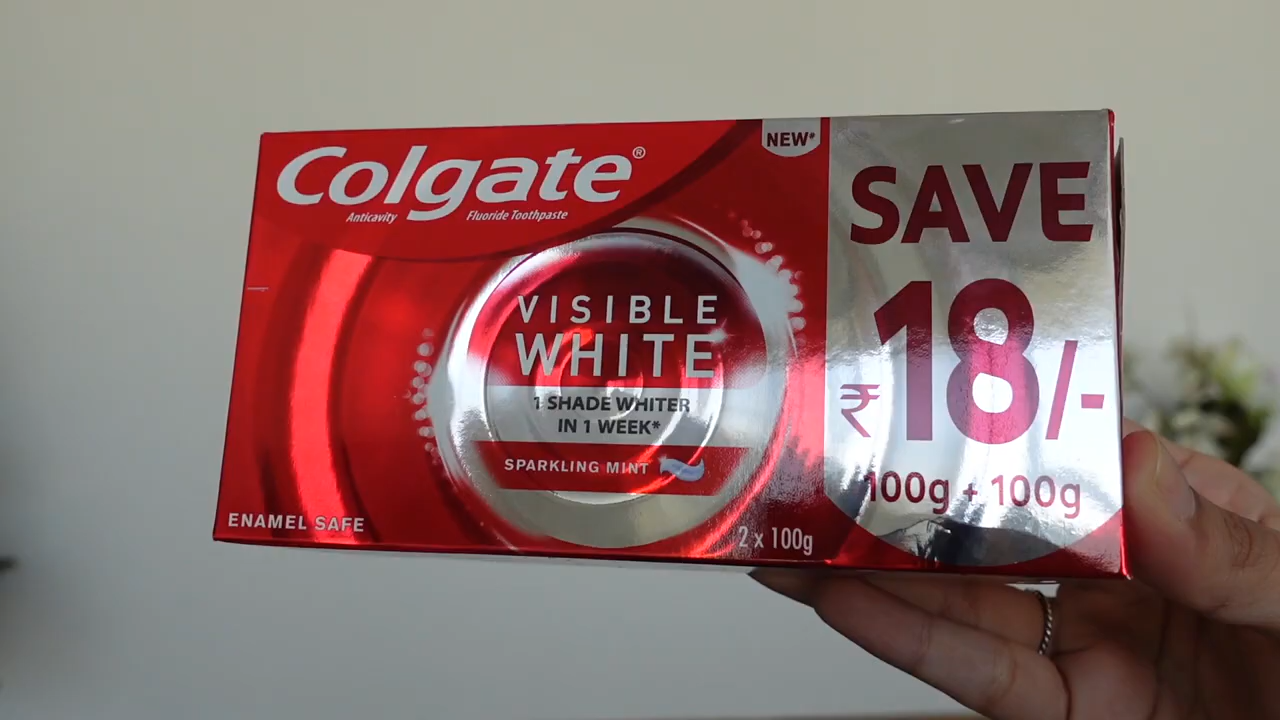 Colgate®
Anticavity Fluoride Toothpaste
NEW*
VISIBLE
WHITE
1 SHADE WHITER
IN 1 WEEK*
SPARKLING MINT
ENAMEL SAFE
2 x 100g
SAVE
₹18/-
100g + 100g